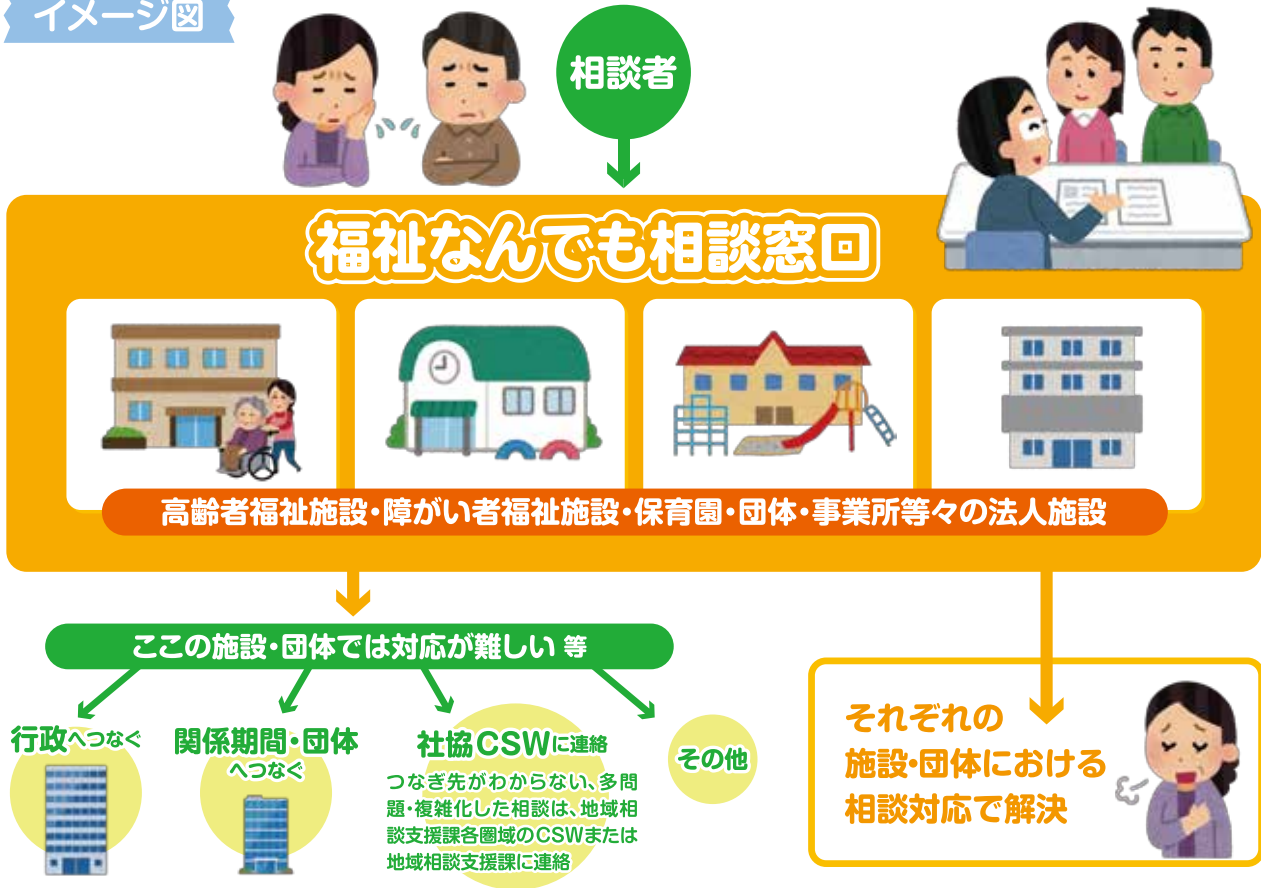 イメージ図
相談者
福祉なんでも相談窓口
高齢者福祉施設・障がい者福祉施設・保育園・団体・事業所等々の法人施設
ここの施設・団体では対応が難しい 等
行政へつなぐ
関係期間・団体
へつなぐ
社協CSWに連絡
つなぎ先がわからない、多問
題・複雑化した相談は、地域相
談支援課各圏域のCSWまたは
地域相談支援課に連絡
その他
それぞれの
施設・団体における
相談対応で解決